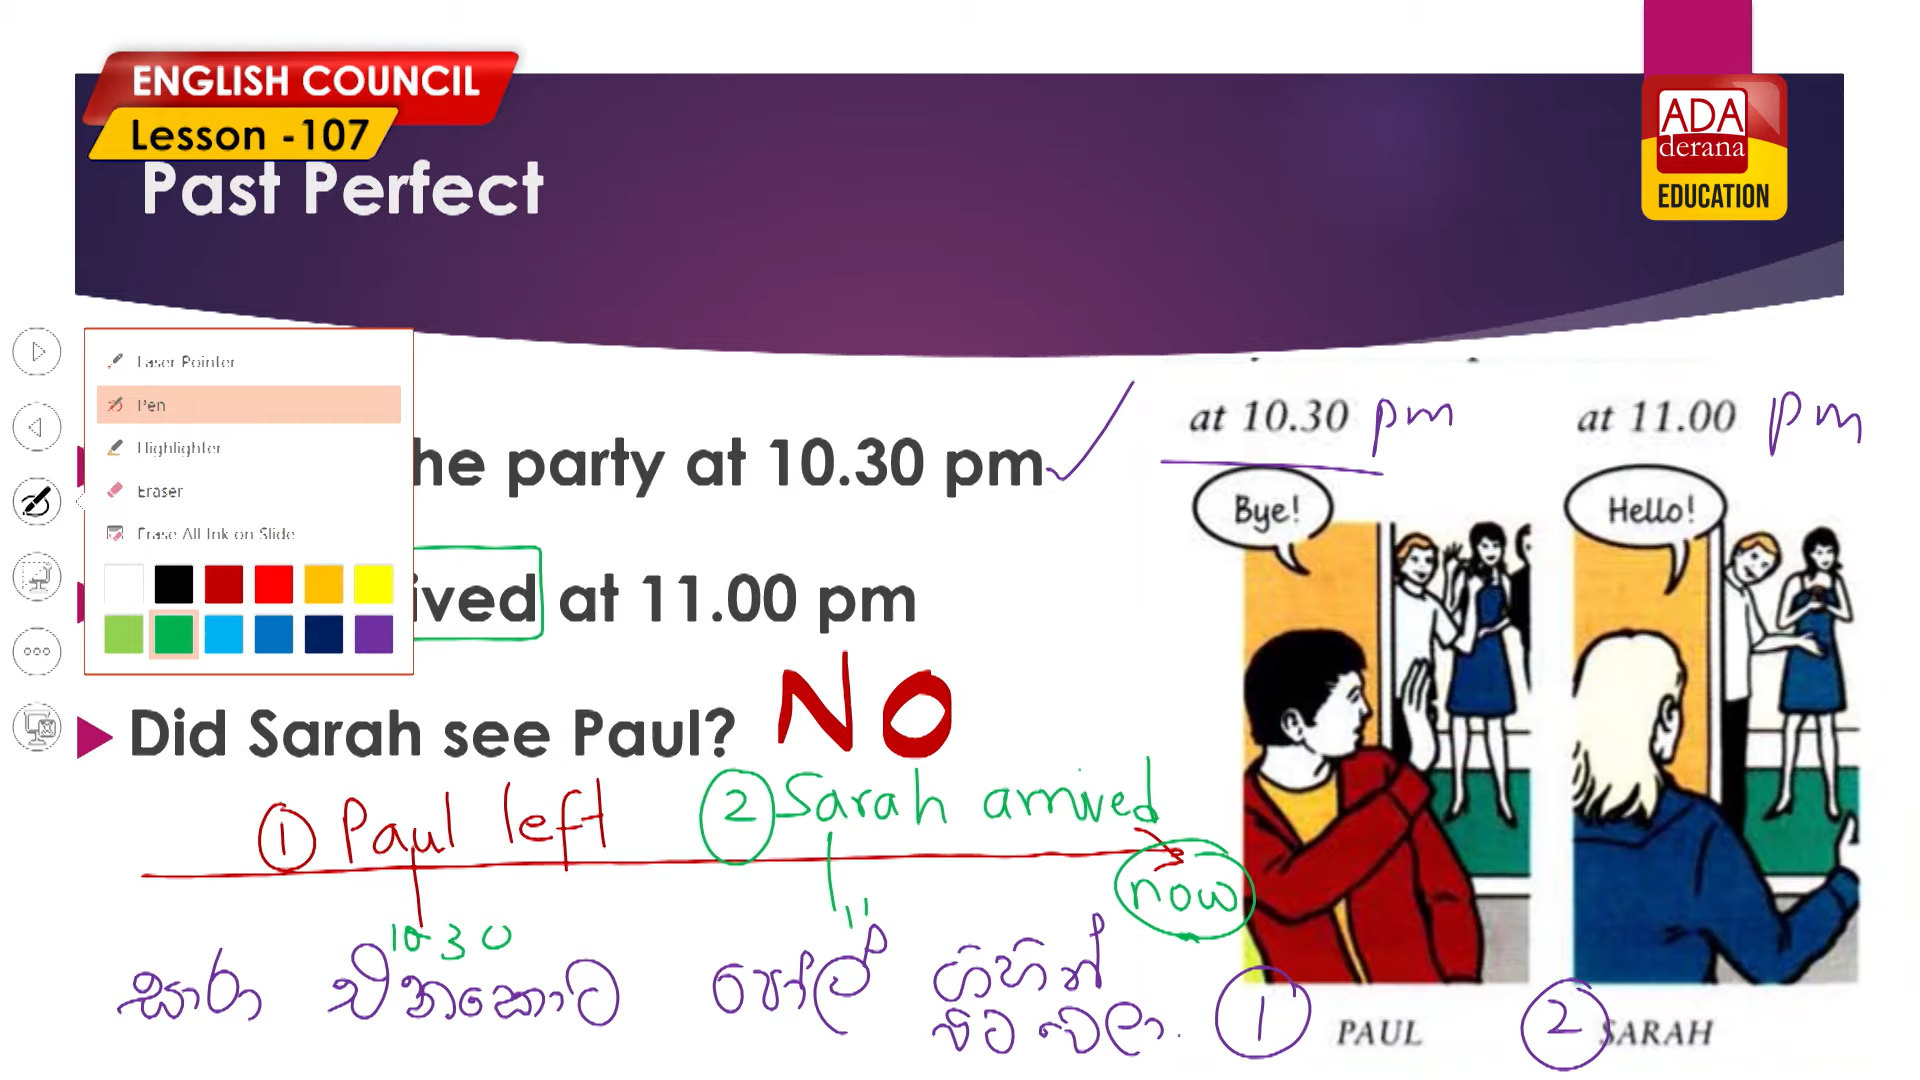 ENGLISH COUNCIL
Lesson -107
Past Perfect
ADA
derana
EDUCATION
Laser Pointer
Pen
Highlighter
Eraser
Erase All Ink on Slide
he party at 10.30 pm
ived at 11.00 pm
Did Sarah see Paul? NO
at 10.30 pm
at 11.00 pm
Bye!
Hello!
1 Paul left
2 Sarah arrived
now
10 30
11
සාරා එනකොට පෝල් ගිහින්
හිට වෙලා.
1 PAUL
2 SARAH